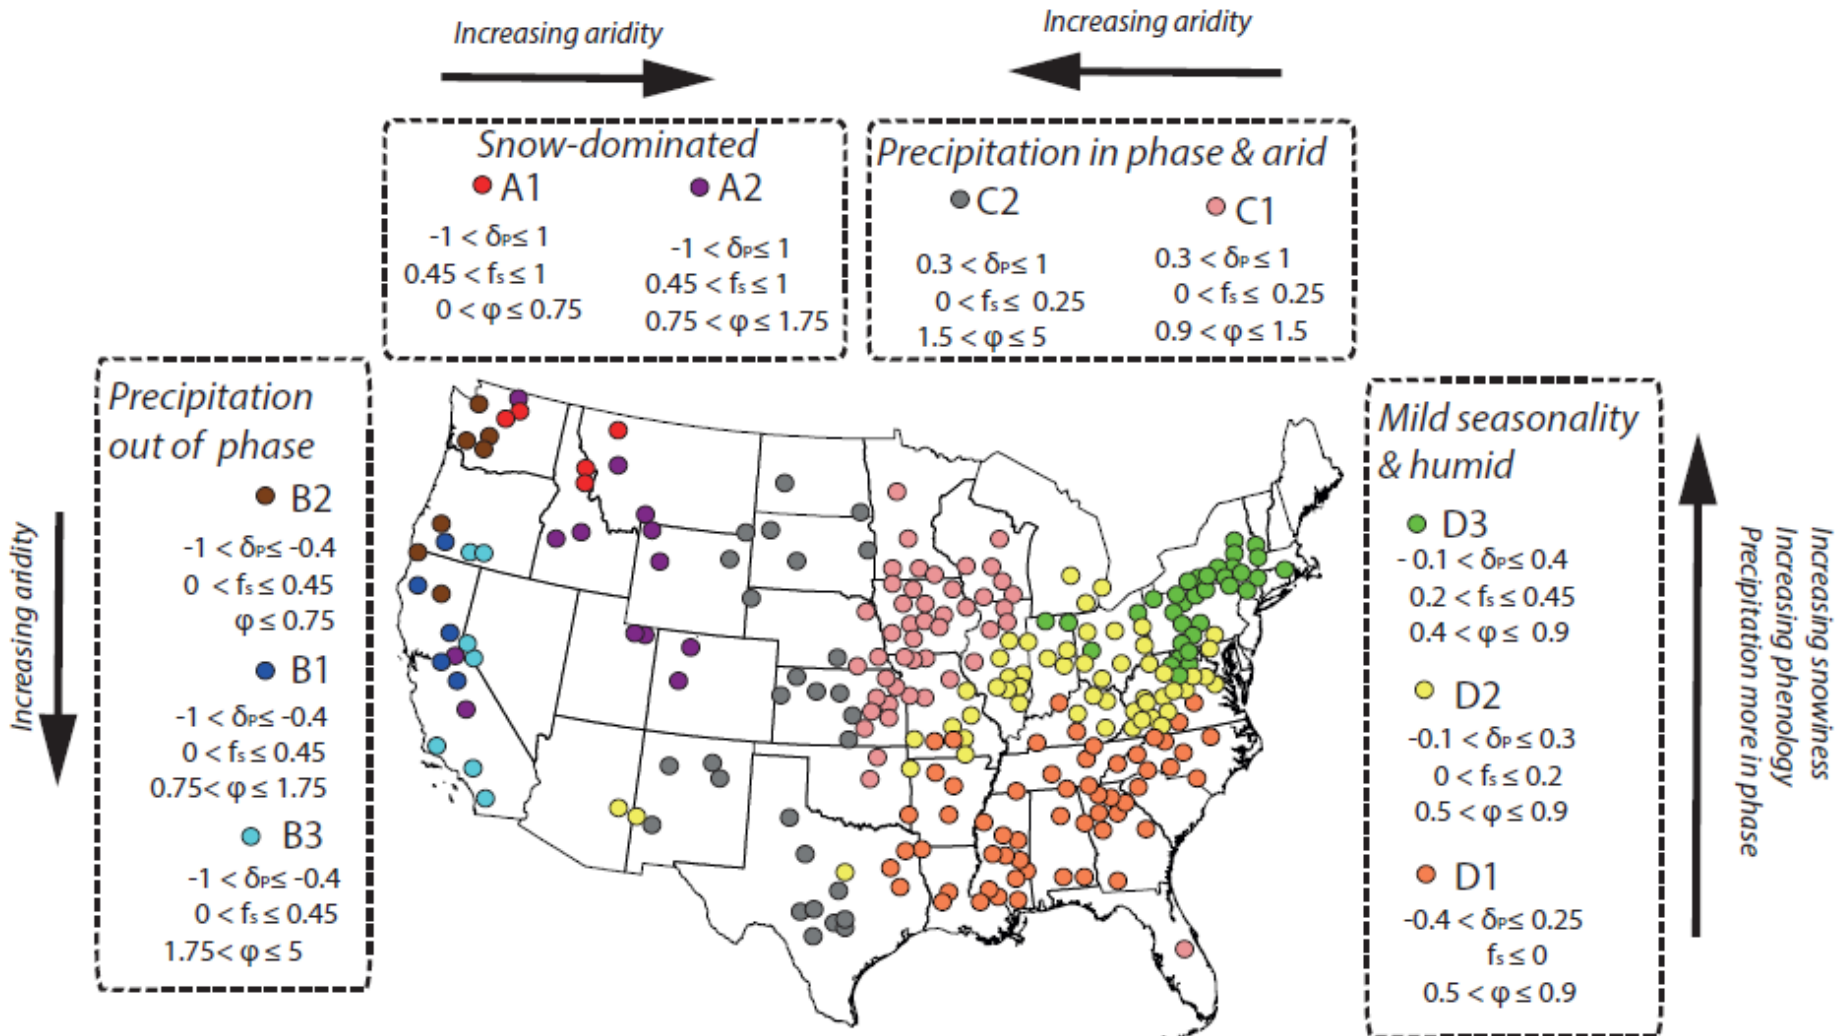 Increasing aridity
Increasing aridity
Snow-dominated
A1
-1 < δP≤ 1
0.45 < fs ≤ 1
0 < φ ≤ 0.75
A2
-1 < δP≤ 1
0.45 < fs ≤ 1
0.75 < φ ≤ 1.75
Precipitation in phase & arid
C2
0.3 < δP≤ 1
0 < fs ≤ 0.25
1.5 < φ ≤ 5
C1
0.3 < δP≤ 1
0 < fs ≤ 0.25
0.9 < φ ≤ 1.5
Increasing aridity
Precipitation
out of phase
B2
-1 < δP≤ -0.4
0 < fs ≤ 0.45
φ ≤ 0.75
B1
-1 < δP≤ -0.4
0 < fs ≤ 0.45
0.75< φ ≤ 1.75
B3
-1 < δP≤ -0.4
0 < fs ≤ 0.45
1.75< φ ≤ 5
Mild seasonality
& humid
D3
- 0.1 < δP≤ 0.4
0.2 < fs ≤ 0.45
0.4 < φ ≤ 0.9
D2
-0.1 < δP ≤ 0.3
0 < fs ≤ 0.2
0.5 < φ ≤ 0.9
D1
-0.4 < δP≤ 0.25
fs ≤ 0
0.5 < φ ≤ 0.9
Increasing snowiness
Increasing phenology
Precipitation more in phase